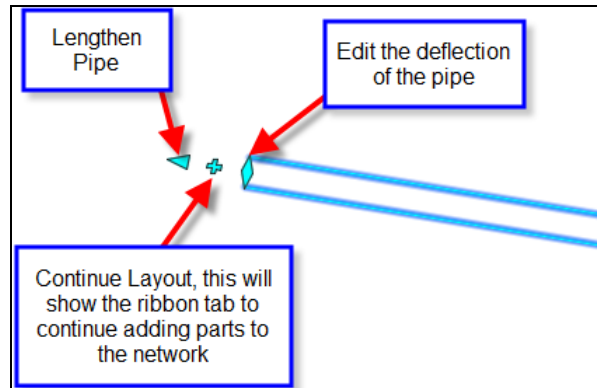 Lengthen
Pipe
Edit the deflection
of the pipe
Continue Layout, this will
show the ribbon tab to
continue adding parts to
the network